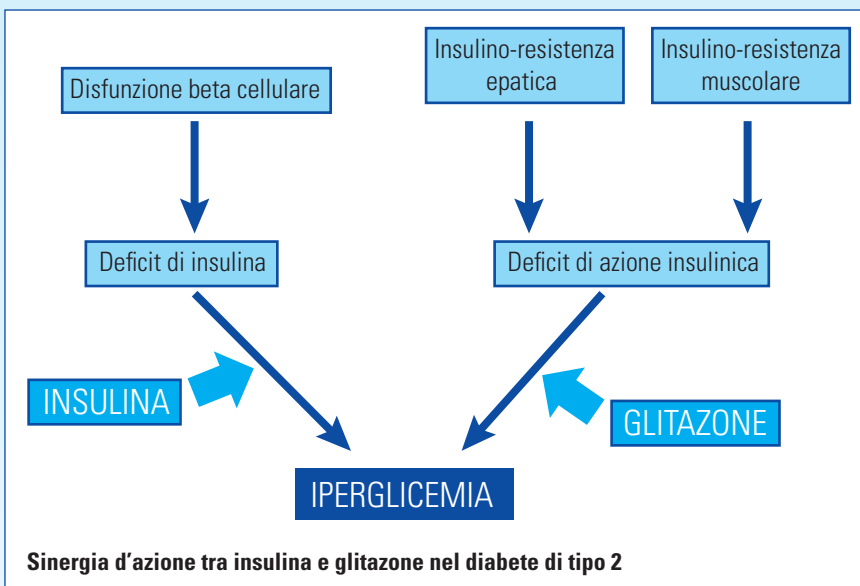 Disfunzione beta cellulare
Insulino-resistenza
epatica
Insulino-resistenza
muscolare
Deficit di insulina
Deficit di azione insulinica
INSULINA
GLITAZONE
IPERGLICEMIA
Sinergia d’azione tra insulina e glitazone nel diabete di tipo 2